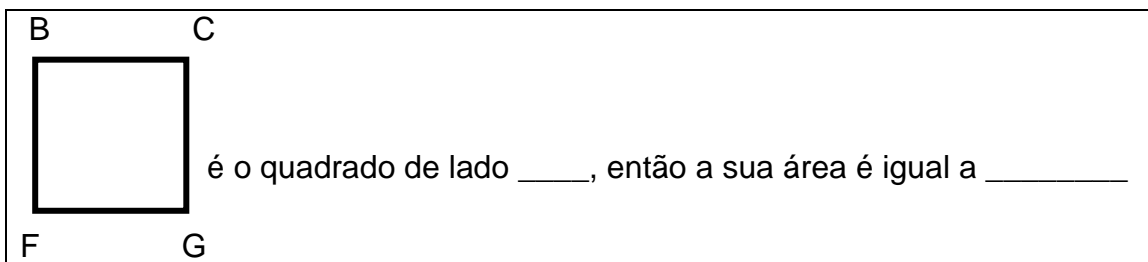 B C
é o quadrado de lado ____, então a sua área é igual a ________
F G